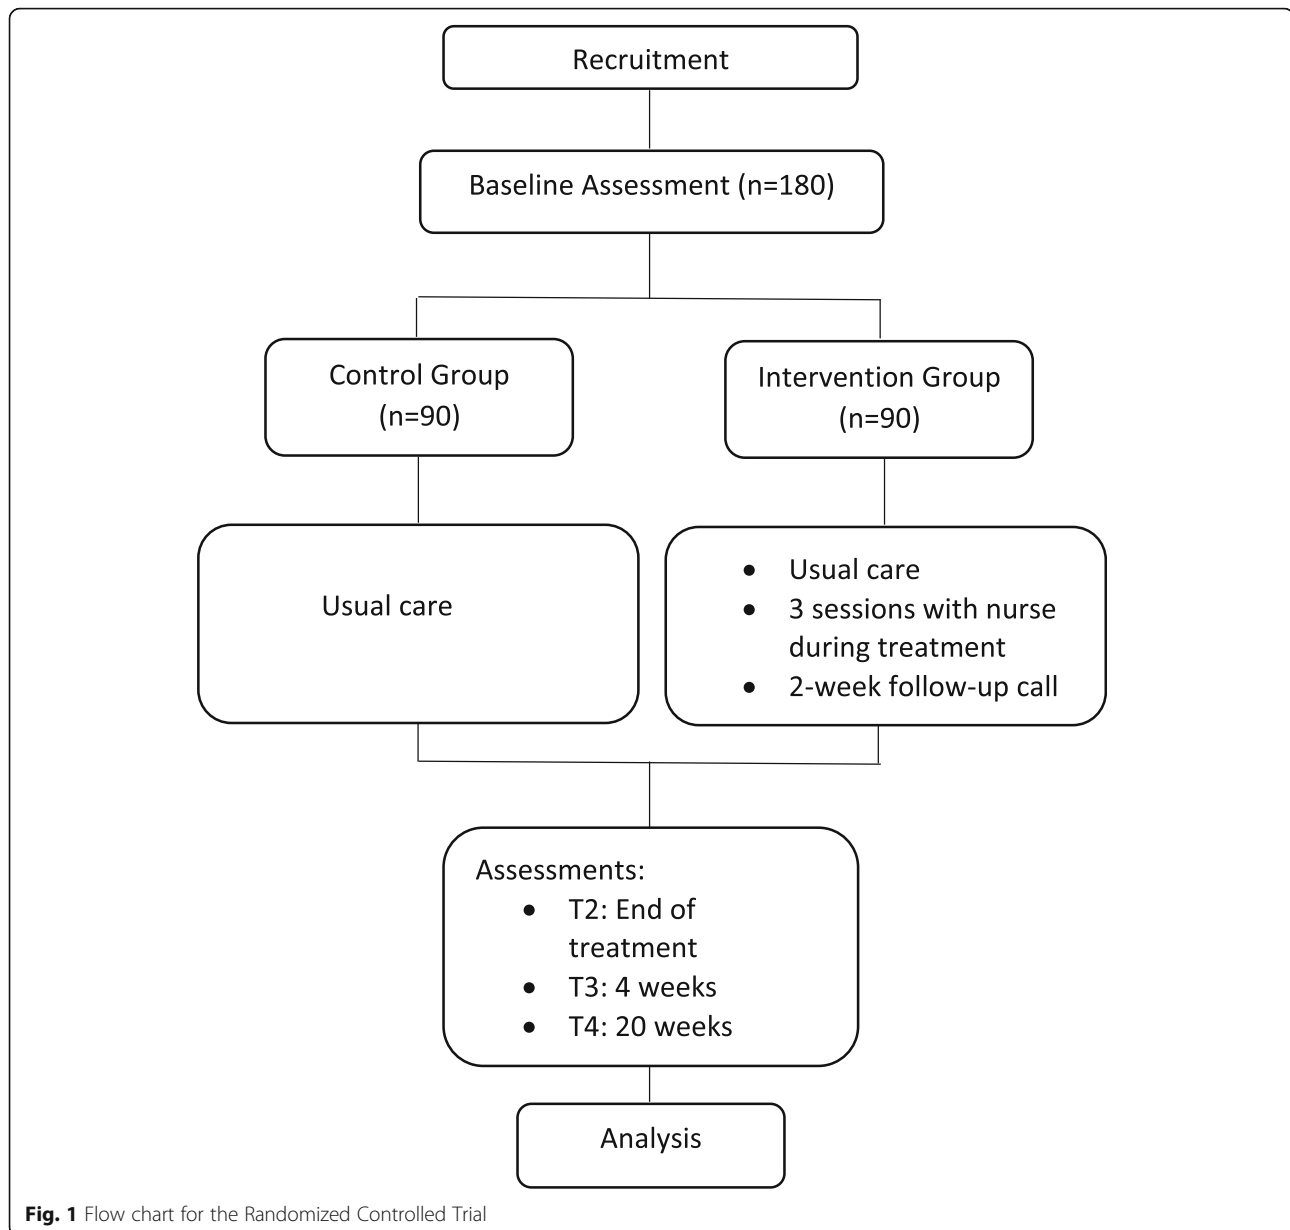 Recruitment
Baseline Assessment (n=180)
Control Group
(n=90)
Intervention Group
(n=90)
Usual care
• Usual care
• 3 sessions with nurse
during treatment
• 2-week follow-up call
Assessments:
• T2: End of
treatment
• T3: 4 weeks
• T4: 20 weeks
Analysis
Fig. 1 Flow chart for the Randomized Controlled Trial